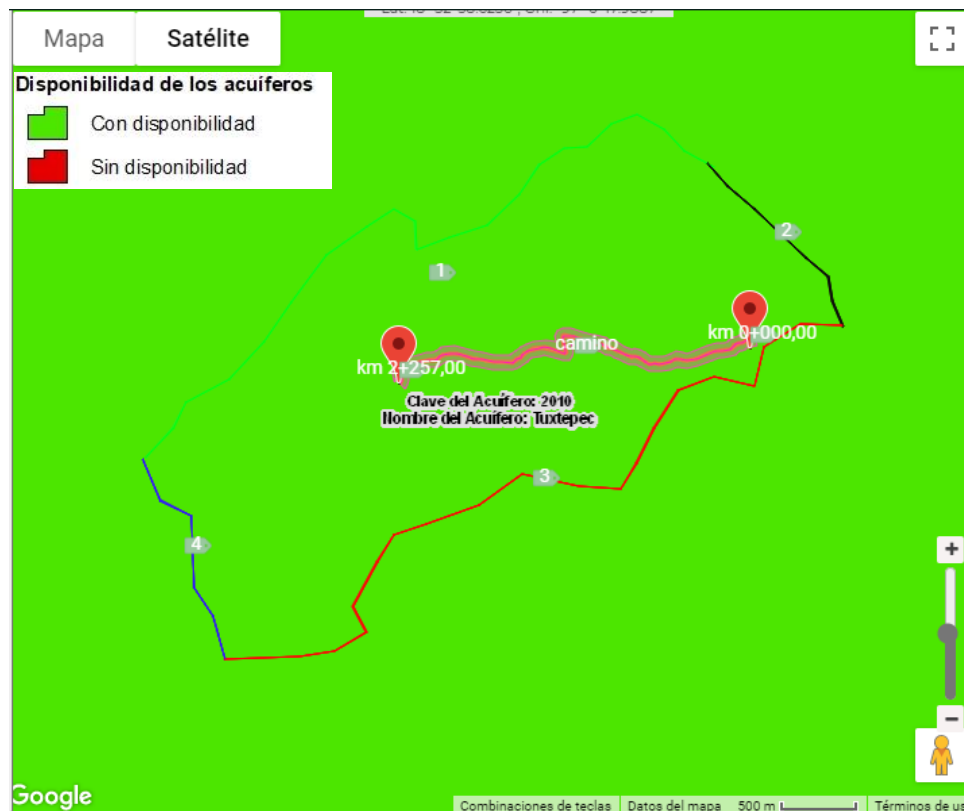 Mapa
Satélite
Disponibilidad de los acuíferos
Con disponibilidad
Sin disponibilidad
2
1
km 0+000,00
camino
km 2+257,00
Clave del Acuífero: 2010
Nombre del Acuífero: Tuxtepec
3
4
+
−
Google
Combinaciones de teclas
Datos del mapa
500 m
Términos de us